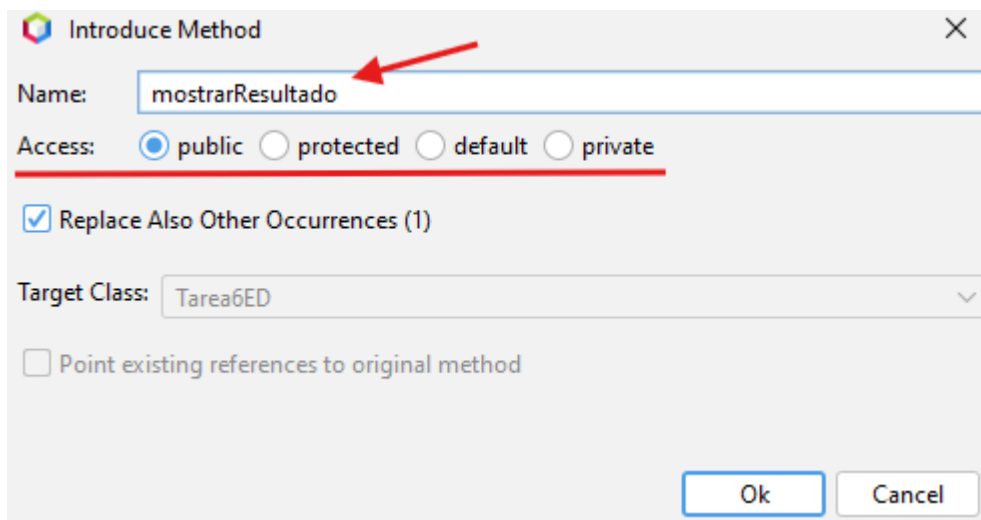 Introduce Method
Name: mostrarResultado
Access: public protected default private
Replace Also Other Occurrences (1)
Target Class: Tarea6ED
Point existing references to original method
Ok Cancel